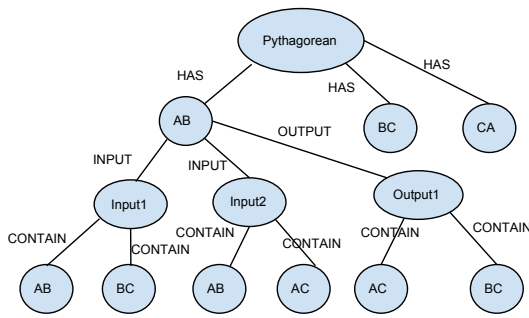 Pythagorean
HAS
HAS
HAS
AB
BC
CA
INPUT
INPUT
OUTPUT
Input1
Input2
Output1
CONTAIN
CONTAIN
CONTAIN
CONTAIN
CONTAIN
CONTAIN
AB
BC
AB
AC
AC
BC